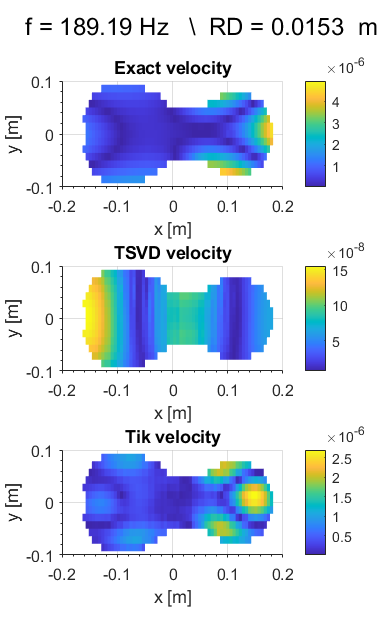 f = 189.19 Hz \ RD = 0.0153 m
Exact velocity
×10⁻⁶
0.1
0
-0.1
y [m]
-0.2 -0.1 0 0.1 0.2
x [m]
4
3
2
1
TSVD velocity
×10⁻⁸
0.1
0
-0.1
y [m]
-0.2 -0.1 0 0.1 0.2
x [m]
15
10
5
Tik velocity
×10⁻⁶
0.1
0
-0.1
y [m]
-0.2 -0.1 0 0.1 0.2
x [m]
2.5
2
1.5
1
0.5